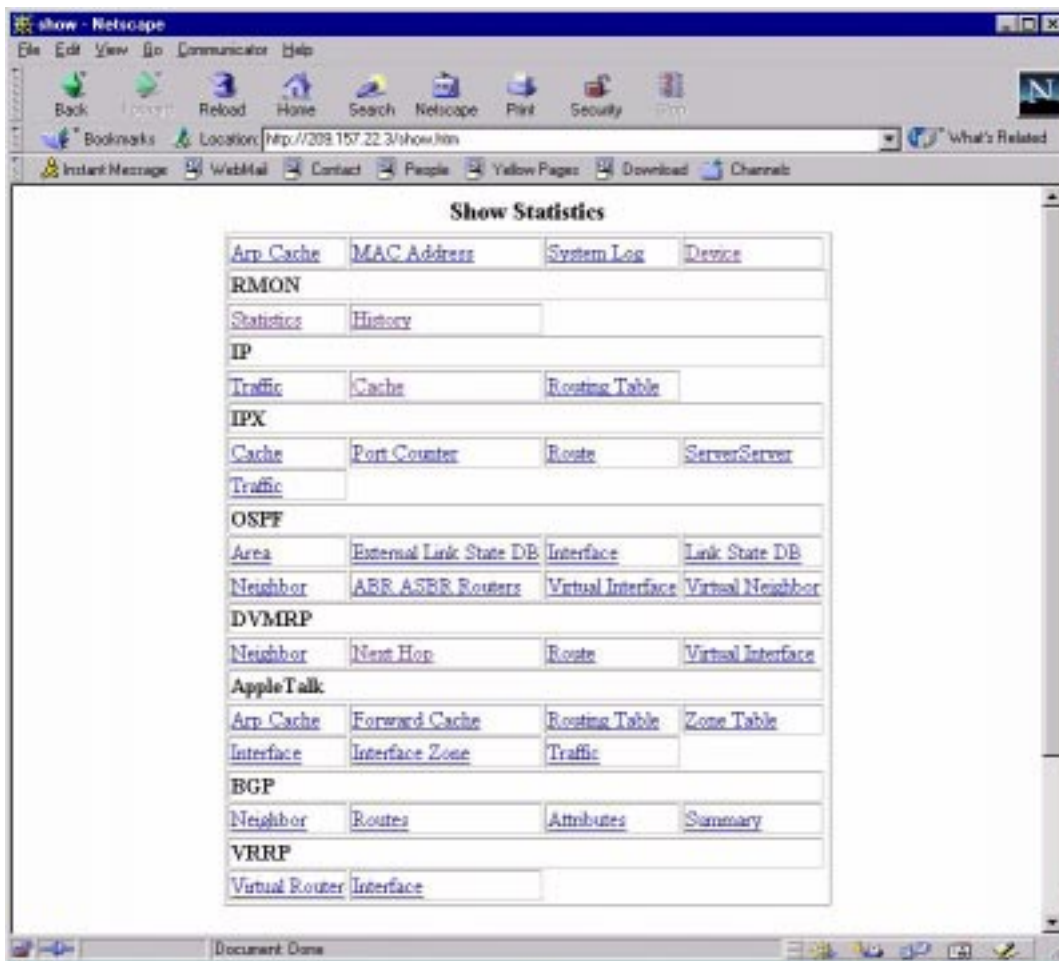 show - Netscape
File Edit View Go Communicator Help
Back Forward Reload Home Search Netscape Print Security Stop
Bookmarks Location: http://209.157.22.3/show.htm What's Related
Instant Message WebMail Contact People Yellow Pages Download Channels
Show Statistics
Arp Cache MAC Address System Log Device
RMON
Statistics History
IP
Traffic Cache Routing Table
IPX
Cache Port Counter Route ServerServer
Traffic
OSPF
Area External Link State DB Interface Link State DB
Neighbor ABR ASBR Routers Virtual Interface Virtual Neighbor
DVMRP
Neighbor Next Hop Route Virtual Interface
AppleTalk
Arp Cache Forward Cache Routing Table Zone Table
Interface Interface Zone Traffic
BGP
Neighbor Routes Attributes Summary
VRRP
Virtual Router Interface
Document: Done